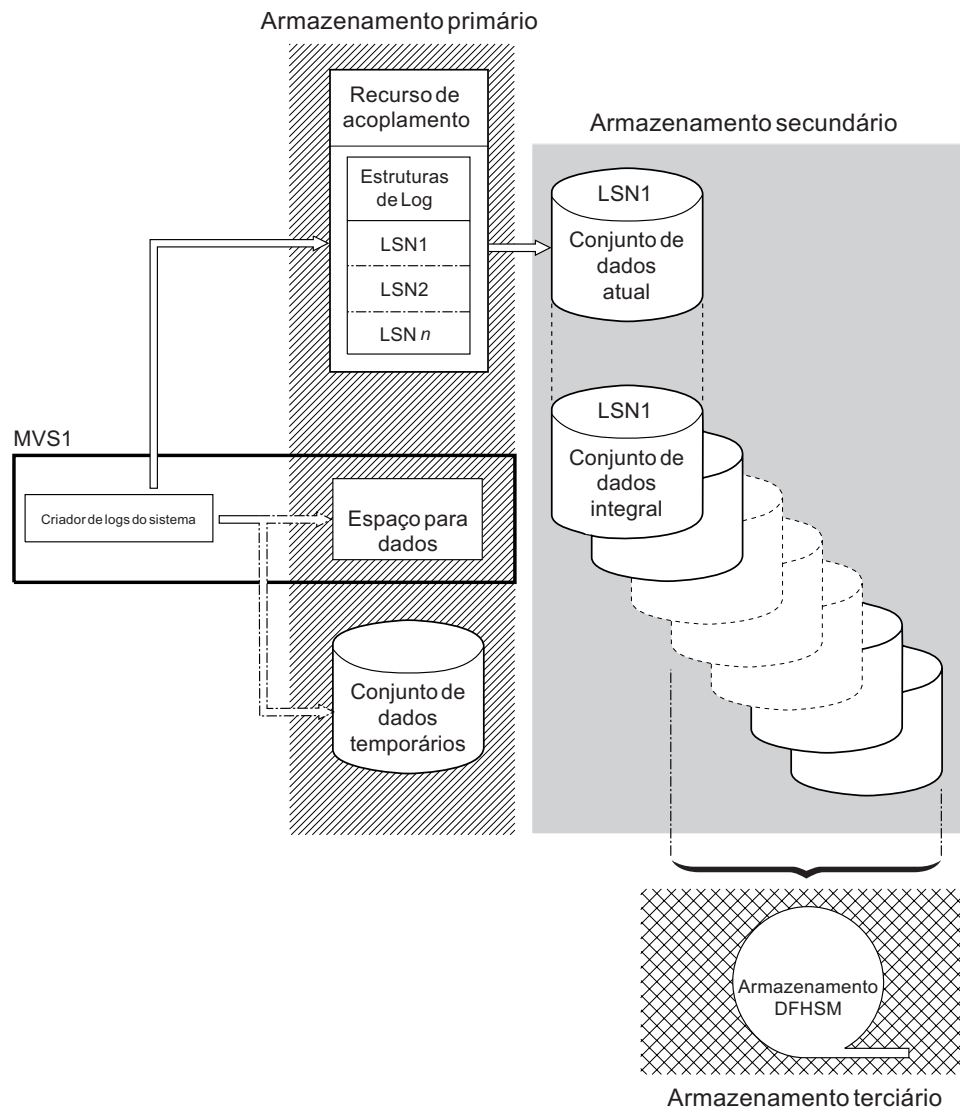 Armazenamento primário
Recurso de
acoplamento
Estruturas
de Log
LSN1
LSN2
LSN n
Armazenamento secundário
LSN1
Conjunto de
dados
atual
LSN1
Conjunto de
dados
integral
MVS1
Criador de logs do sistema
Espaço para
dados
Conjunto de
dados
temporários
Armazenamento
DFHSM
Armazenamento terciário